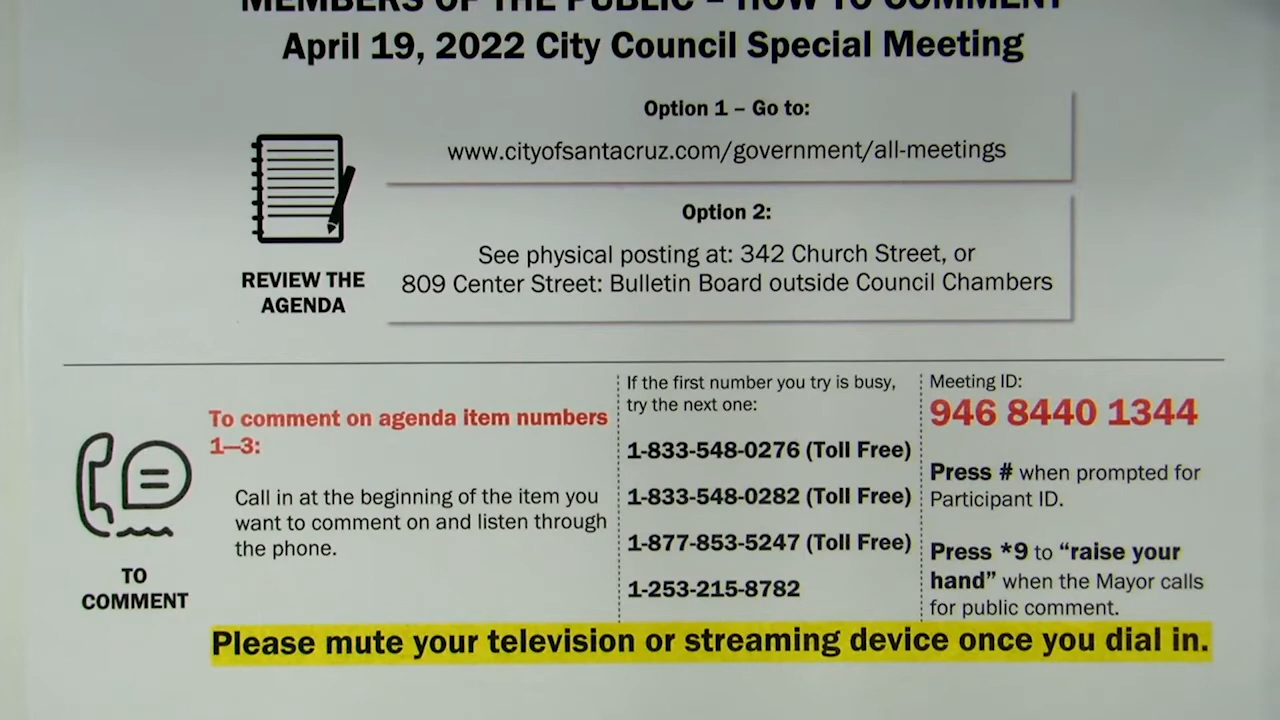 MEMBERS OF THE PUBLIC – HOW TO COMMENT
April 19, 2022 City Council Special Meeting
Option 1 – Go to:
www.cityofsantacruz.com/government/all-meetings
Option 2:
See physical posting at: 342 Church Street, or
809 Center Street: Bulletin Board outside Council Chambers
REVIEW THE
AGENDA
To comment on agenda item numbers
1—3:
Call in at the beginning of the item you
want to comment on and listen through
the phone.
TO
COMMENT
If the first number you try is busy,
try the next one:
1-833-548-0276 (Toll Free)
1-833-548-0282 (Toll Free)
1-877-853-5247 (Toll Free)
1-253-215-8782
Meeting ID:
946 8440 1344
Press # when prompted for
Participant ID.
Press *9 to “raise your
hand” when the Mayor calls
for public comment.
Please mute your television or streaming device once you dial in.